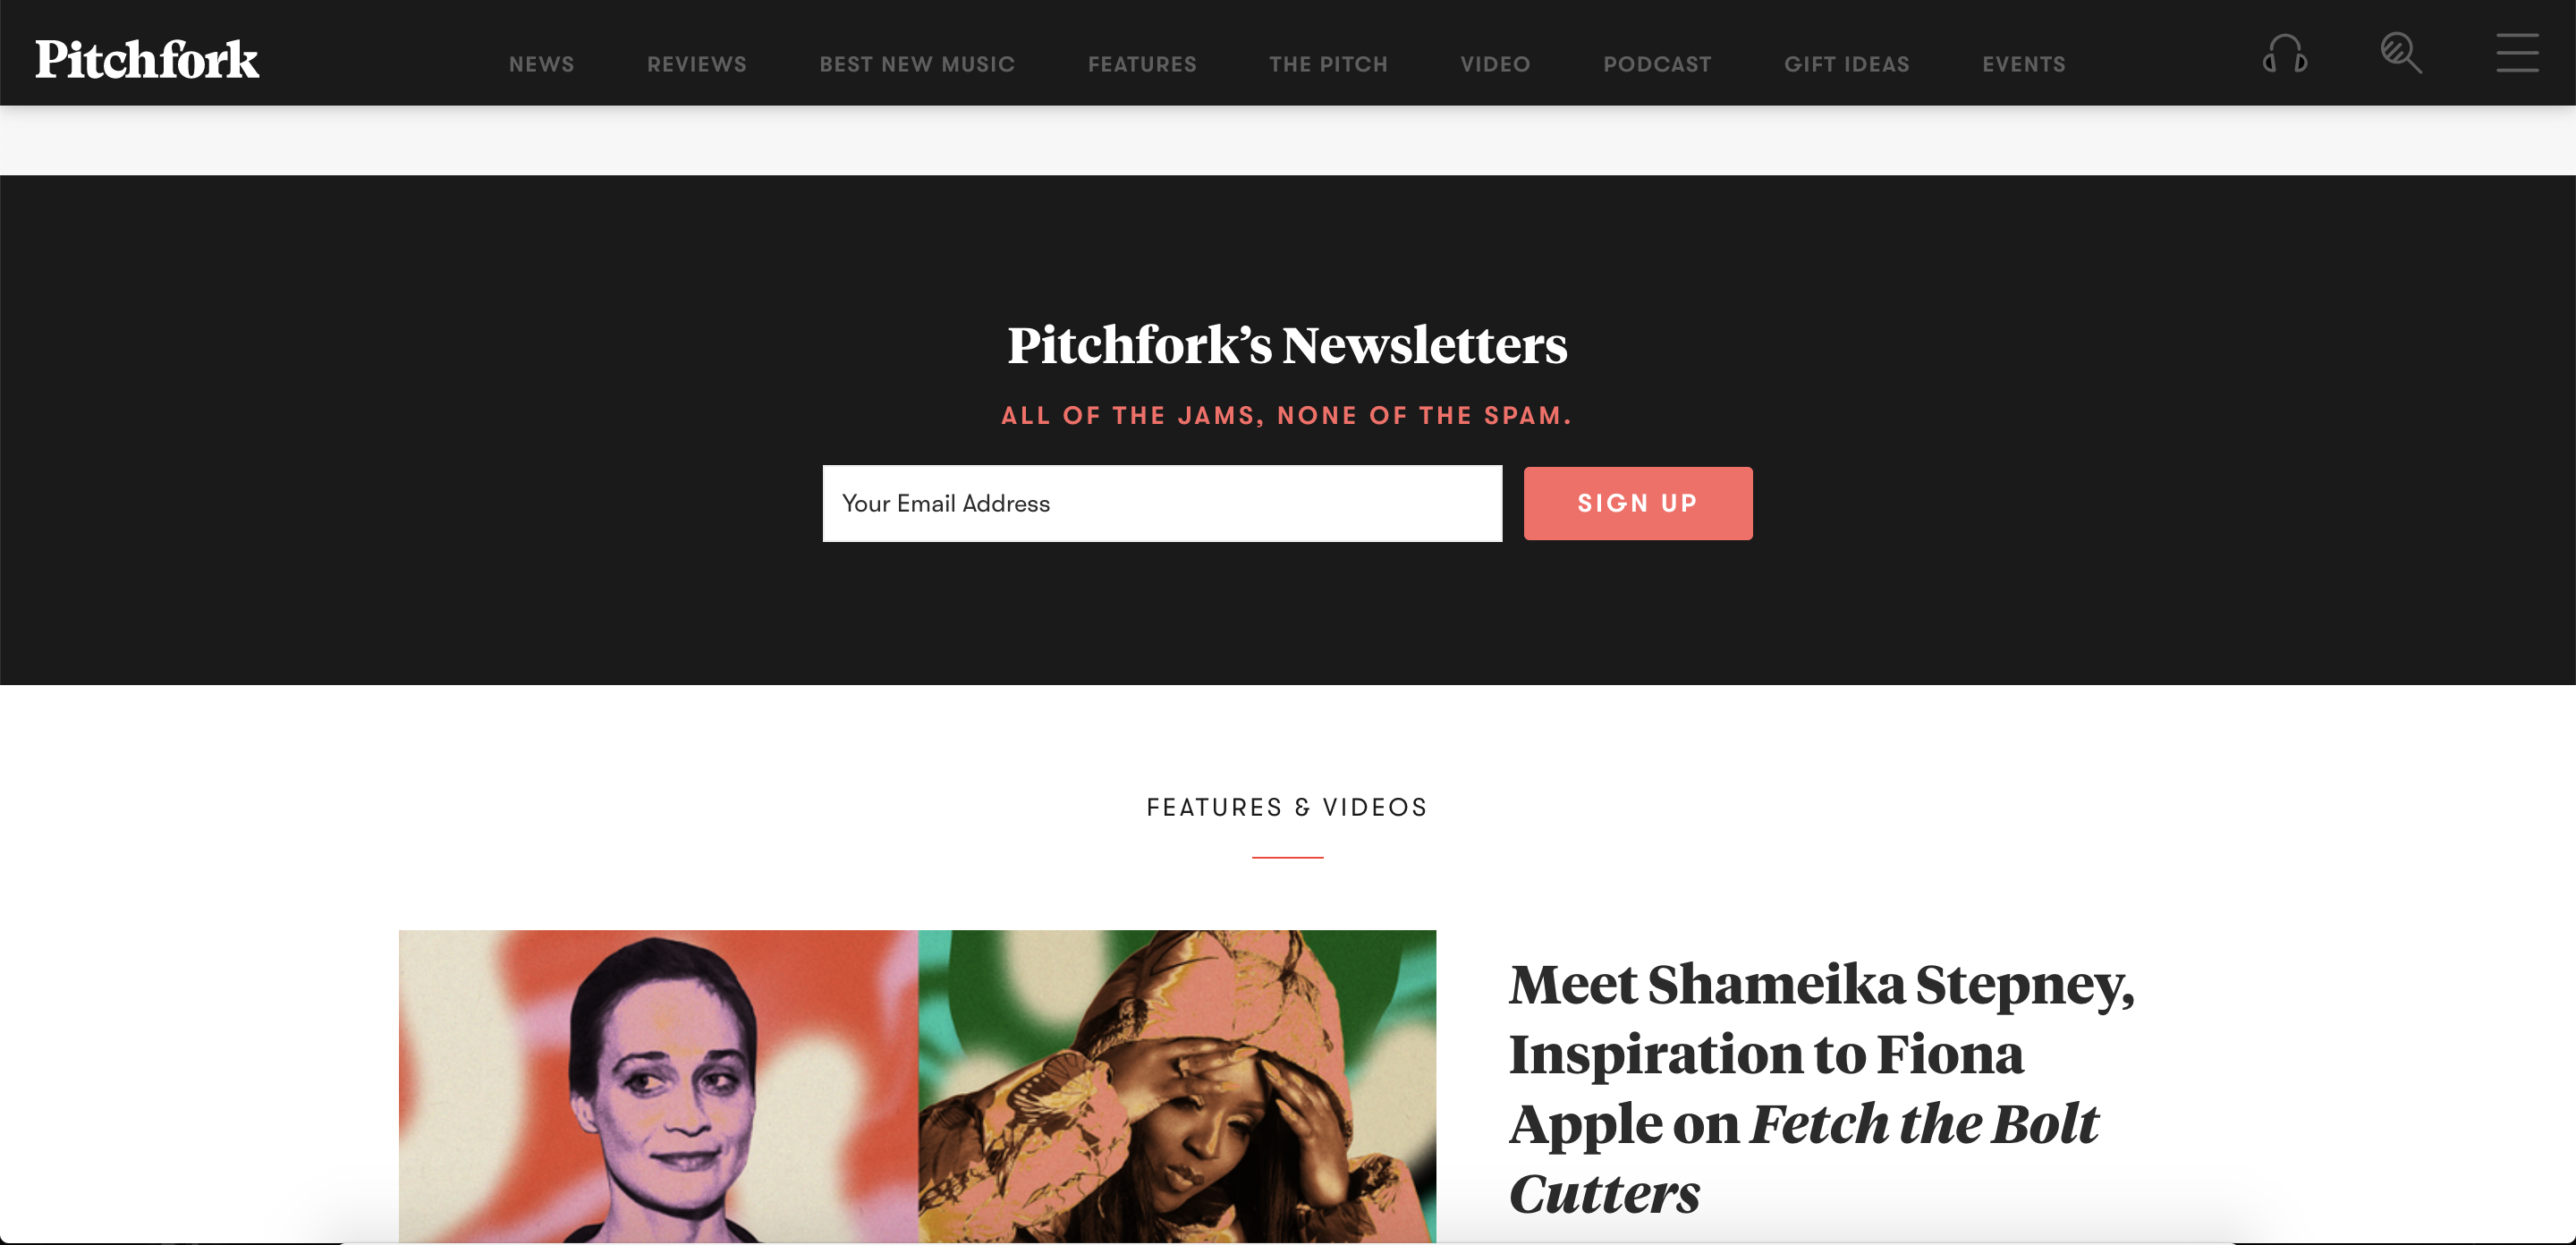 Pitchfork
NEWS REVIEWS BEST NEW MUSIC FEATURES THE PITCH VIDEO PODCAST GIFT IDEAS EVENTS
Pitchfork’s Newsletters
ALL OF THE JAMS, NONE OF THE SPAM.
Your Email Address
SIGN UP
FEATURES & VIDEOS
Meet Shameika Stepney,
Inspiration to Fiona
Apple on Fetch the Bolt
Cutters